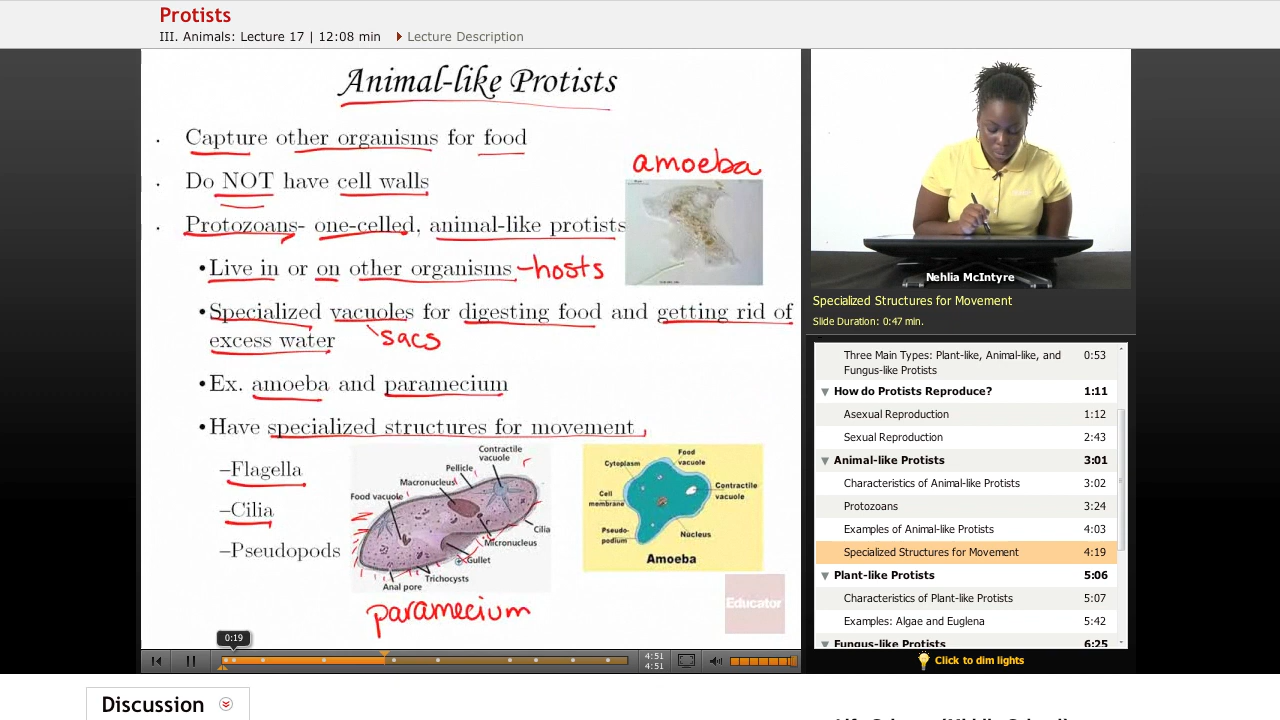 Protists
III. Animals: Lecture 17 | 12:08 min Lecture Description
Animal-like Protists
Capture other organisms for food
amoeba
Do NOT have cell walls
Protozoans- one-celled, animal-like protists
•Live in or on other organisms -hosts
•Specialized vacuoles for digesting food and getting rid of
excess water
sacs
•Ex. amoeba and paramecium
•Have specialized structures for movement
–Flagella
–Cilia
–Pseudopods
Contractile
vacuole
Pellicle
Macronucleus
Food vacuole
Cilia
Micronucleus
Gullet
Trichocysts
Anal pore
paramecium
Food
vacuole
Cytoplasm
Contractile
vacuole
Cell
membrane
Pseudo-
podium
Nucleus
Amoeba
Educator
0:19
4:51
4:51
Nehlia McIntyre
Specialized Structures for Movement
Slide Duration: 0:47 min.
Three Main Types: Plant-like, Animal-like, and 0:53
Fungus-like Protists
How do Protists Reproduce? 1:11
Asexual Reproduction 1:12
Sexual Reproduction 2:43
Animal-like Protists 3:01
Characteristics of Animal-like Protists 3:02
Protozoans 3:24
Examples of Animal-like Protists 4:03
Specialized Structures for Movement 4:19
Plant-like Protists 5:06
Characteristics of Plant-like Protists 5:07
Examples: Algae and Euglena 5:42
Fungus-like Protists 6:25
Click to dim lights
Discussion